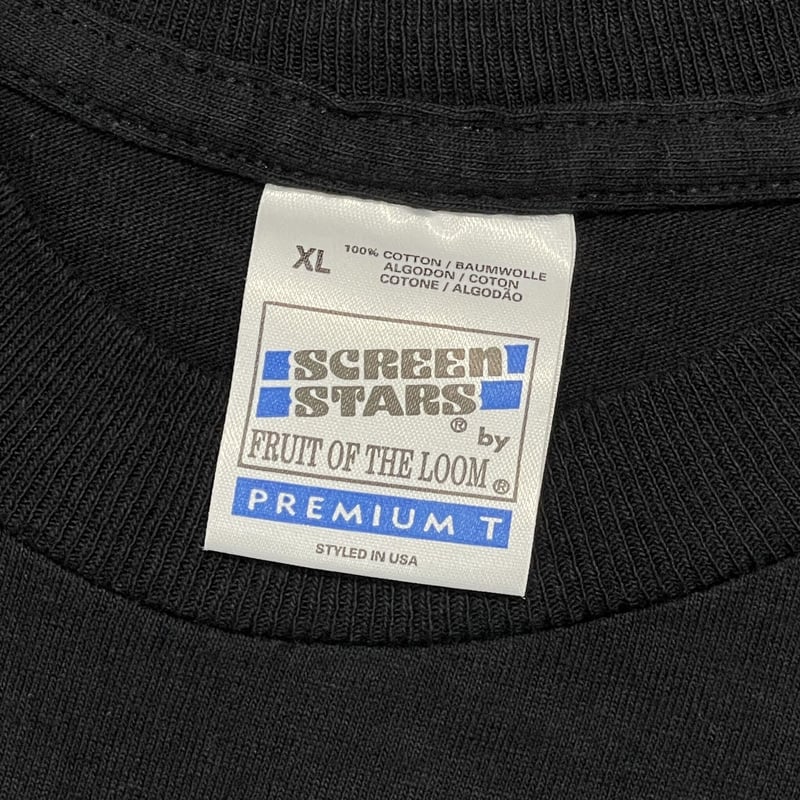 XL
100% COTTON / BAUMWOLLE
ALGODON / COTON
COTONE / ALGODÃO
SCREEN
STARS®
by
FRUIT OF THE LOOM®
PREMIUM T
STYLED IN USA